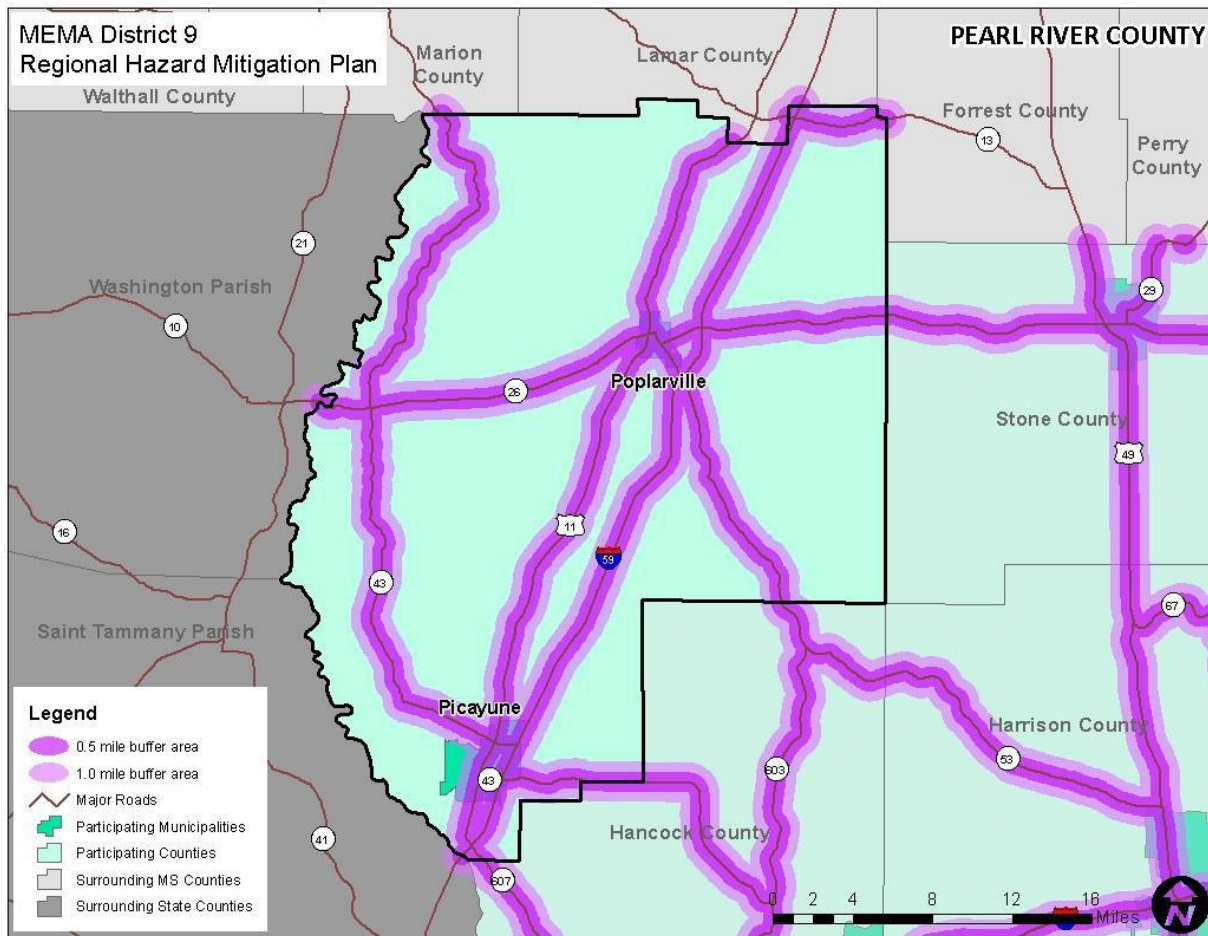 MEMA District 9
Regional Hazard Mitigation Plan
PEARL RIVER COUNTY
Marion
County
Lamar County
Walthall County
Forrest County
13
Perry
County
21
Washington Parish
10
29
Poplarville
26
Stone County
49
11
16
59
43
67
Saint Tammany Parish
Picayune
Harrison County
53
603
43
Hancock County
41
607
Legend
0.5 mile buffer area
1.0 mile buffer area
Major Roads
Participating Municipalities
Participating Counties
Surrounding MS Counties
Surrounding State Counties
0 2 4 8 12 16
Miles
N